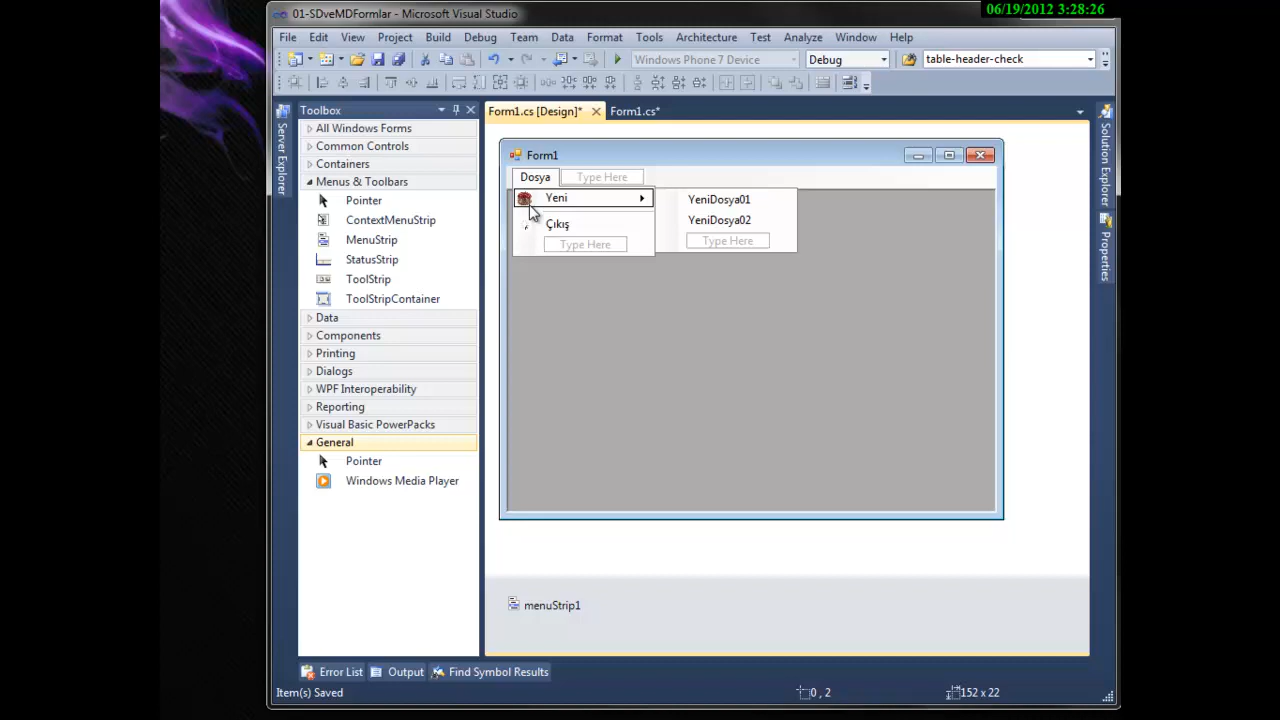 06/19/2012 3:28:26
01-SDveMDFormlar - Microsoft Visual Studio
File Edit View Project Build Debug Team Data Format Tools Architecture Test Analyze Window Help
Windows Phone 7 Device Debug table-header-check
Toolbox
Form1.cs [Design]* Form1.cs*
Server Explorer
Solution Explorer
Properties
All Windows Forms
Common Controls
Containers
Menus & Toolbars
Pointer
ContextMenuStrip
MenuStrip
StatusStrip
ToolStrip
ToolStripContainer
Data
Components
Printing
Dialogs
WPF Interoperability
Reporting
Visual Basic PowerPacks
General
Pointer
Windows Media Player
Form1
Dosya Type Here
Yeni
Çıkış
Type Here
YeniDosya01
YeniDosya02
Type Here
menuStrip1
Error List Output Find Symbol Results
Item(s) Saved 0 , 2 152 x 22